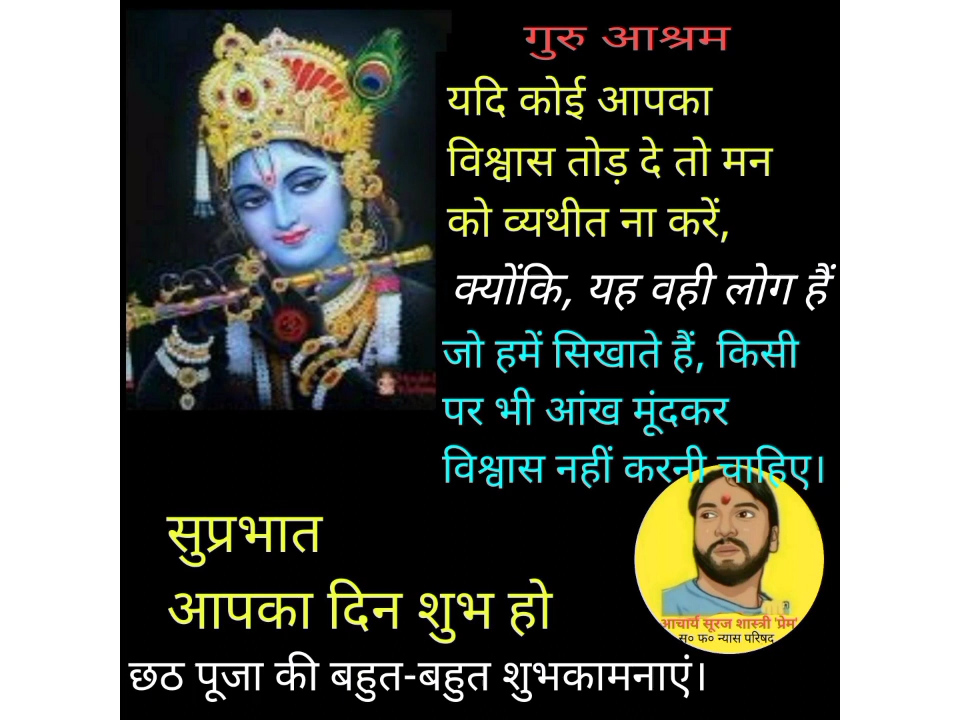 गुरु आश्रम
यदि कोई आपका
विश्वास तोड़ दे तो मन
को व्यथीत ना करें,
क्योंकि, यह वही लोग हैं
जो हमें सिखाते हैं, किसी
पर भी आंख मूंदकर
विश्वास नहीं करनी चाहिए।
सुप्रभात
आपका दिन शुभ हो
आचार्य सूरज शास्त्री 'प्रेम'
स० फ० न्यास परिषद
छठ पूजा की बहुत-बहुत शुभकामनाएं।